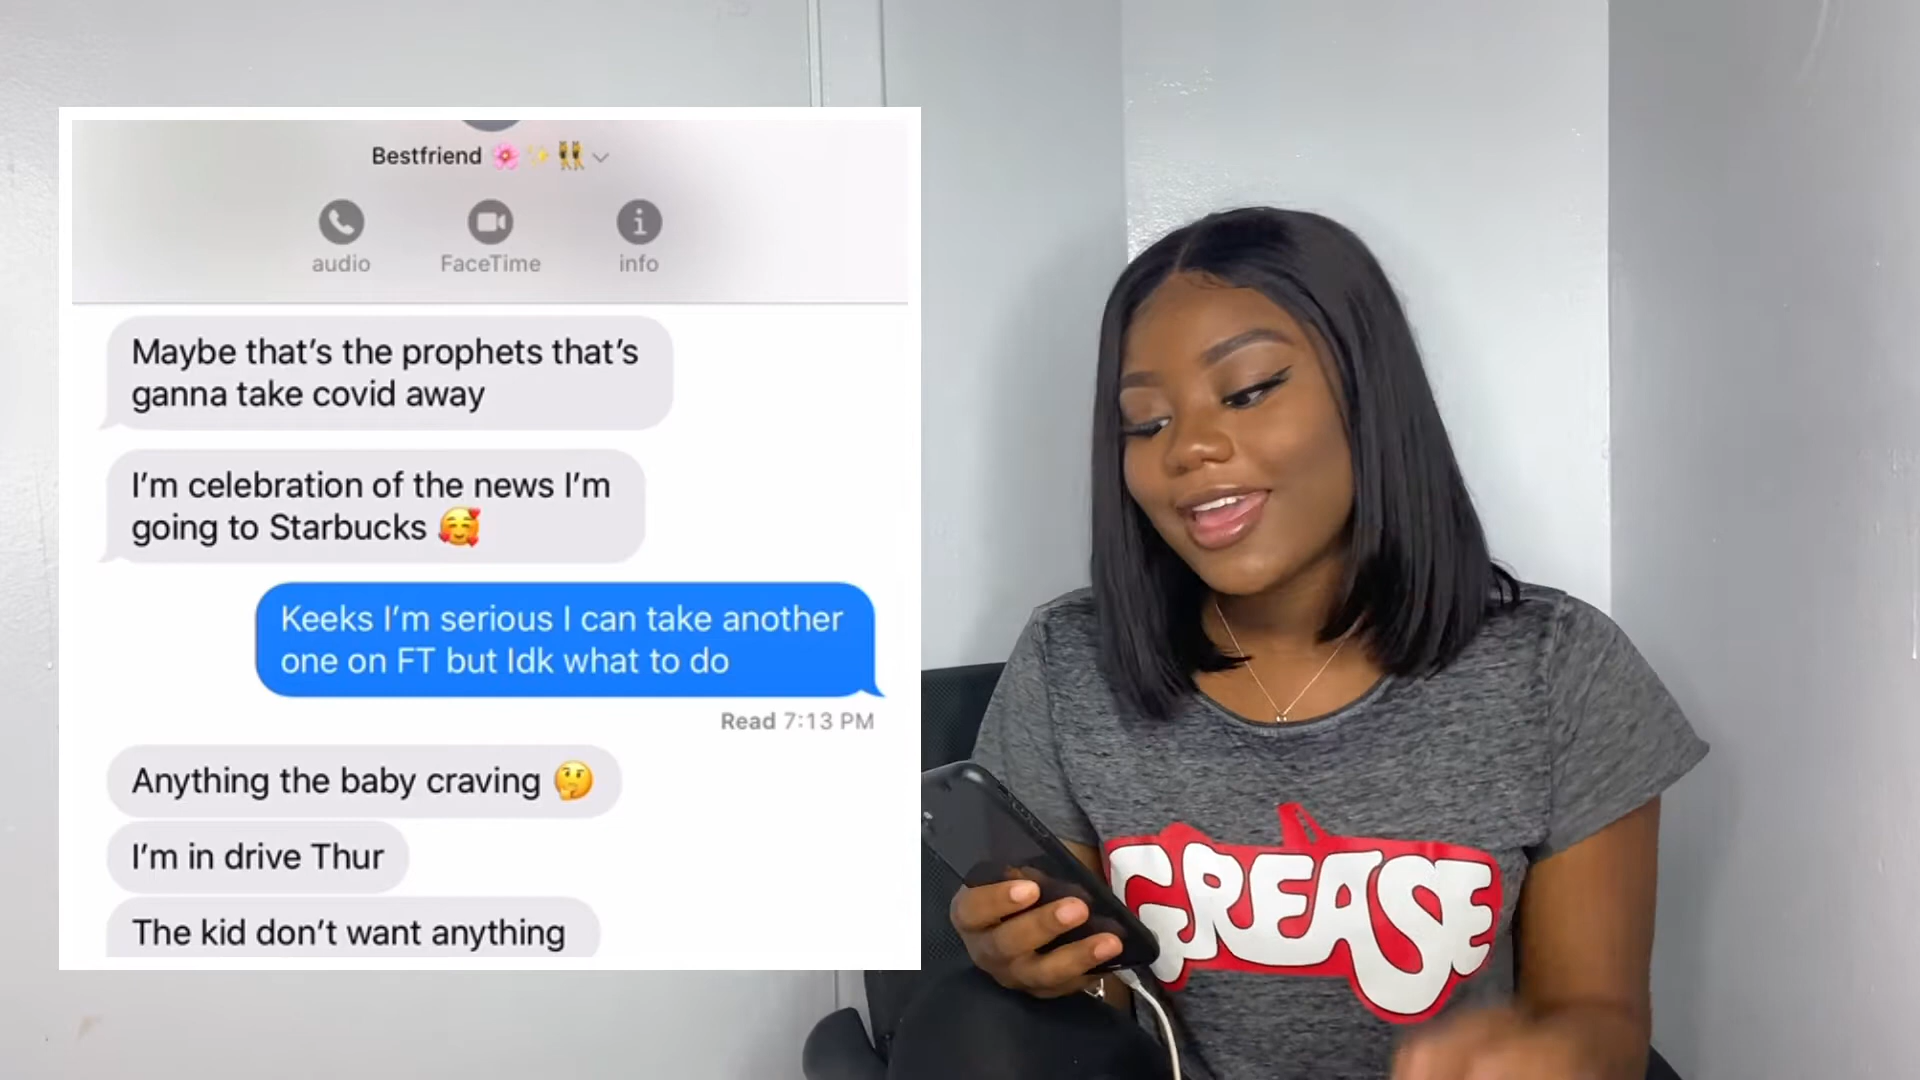 Bestfriend 🌸✨👯
audio FaceTime info
Maybe that's the prophets that's
ganna take covid away
I'm celebration of the news I'm
going to Starbucks 🥰
Keeks I'm serious I can take another
one on FT but Idk what to do
Read 7:13 PM
Anything the baby craving 🤔
I'm in drive Thur
The kid don't want anything
GREASE